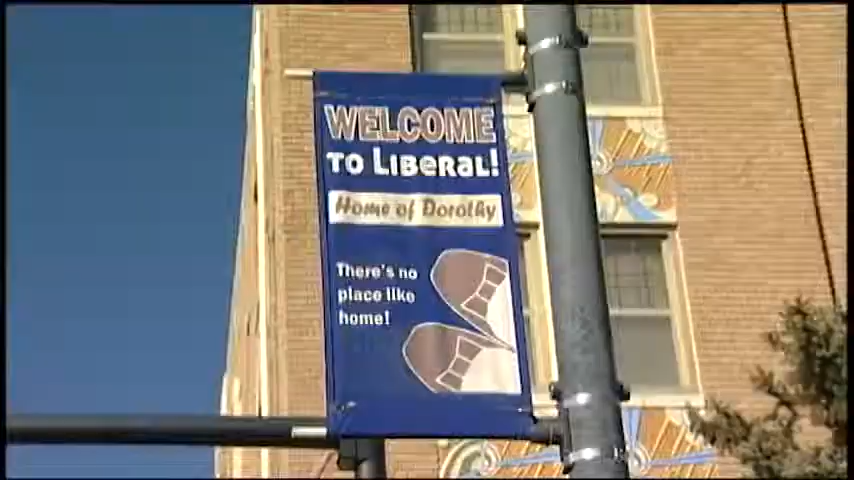 WELCOME
TO LIBERAL!
Home of Dorothy
There's no
place like
home!